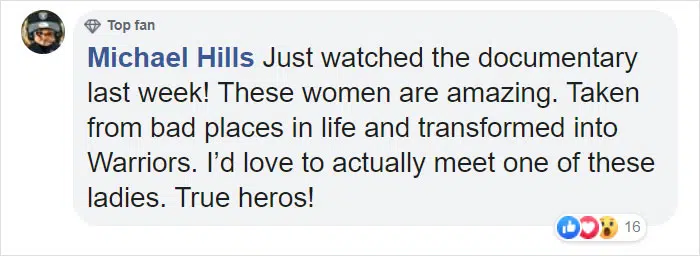 Top fan
Michael Hills Just watched the documentary
last week! These women are amazing. Taken
from bad places in life and transformed into
Warriors. I’d love to actually meet one of these
ladies. True heros!
16